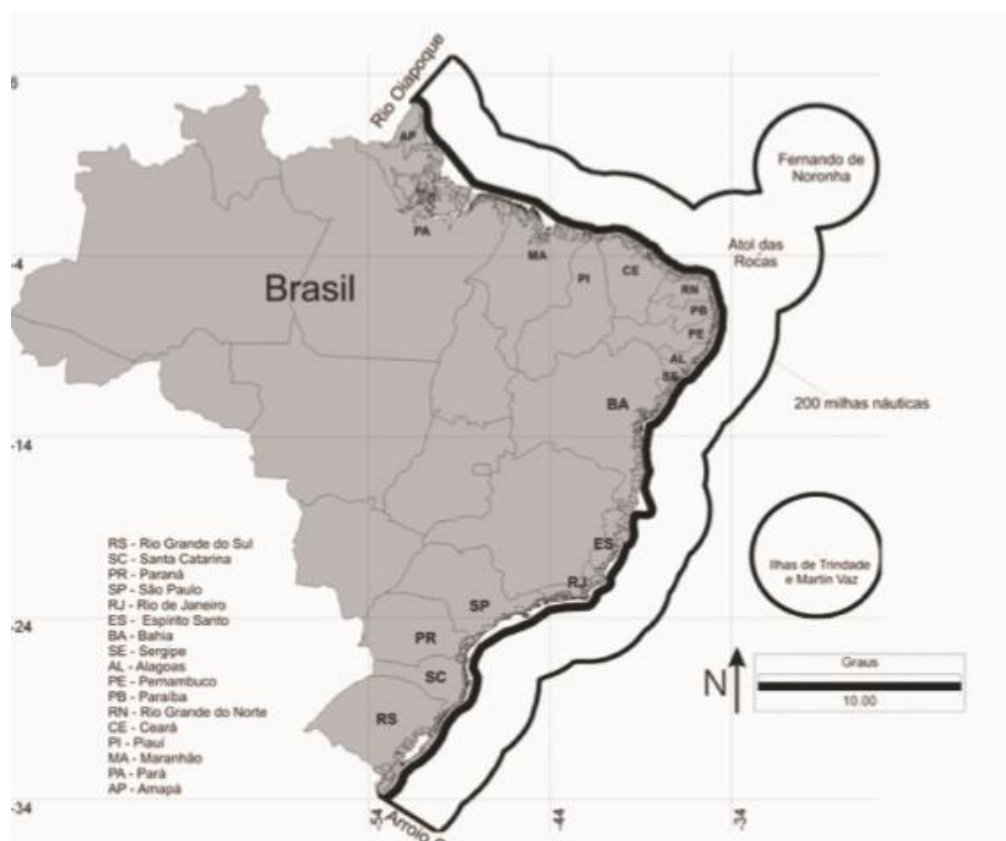 Rio Oiapoque
Fernando de
Noronha
Atol das
Rocas
200 milhas náuticas
Ilhas de Trindade
e Martin Vaz
Brasil
AP
PA
MA
PI
CE
RN
PB
PE
AL
SE
BA
ES
RJ
SP
PR
SC
RS
RS - Rio Grande do Sul
SC - Santa Catarina
PR - Paraná
SP - São Paulo
RJ - Rio de Janeiro
ES - Espírito Santo
BA - Bahia
SE - Sergipe
AL - Alagoas
PE - Pernambuco
PB - Paraíba
RN - Rio Grande do Norte
CE - Ceará
PI - Piauí
MA - Maranhão
PA - Pará
AP - Amapá
N
Graus
10.00
-4
-14
-24
-34
-54
-44
-34
Arroio